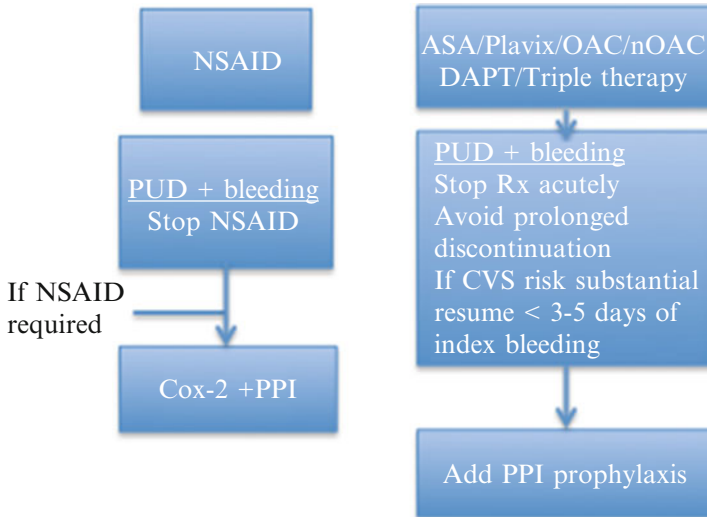 NSAID
PUD + bleeding
Stop NSAID
If NSAID
required
Cox-2 +PPI
ASA/Plavix/OAC/nOAC
DAPT/Triple therapy
PUD + bleeding
Stop Rx acutely
Avoid prolonged
discontinuation
If CVS risk substantial
resume < 3-5 days of
index bleeding
Add PPI prophylaxis